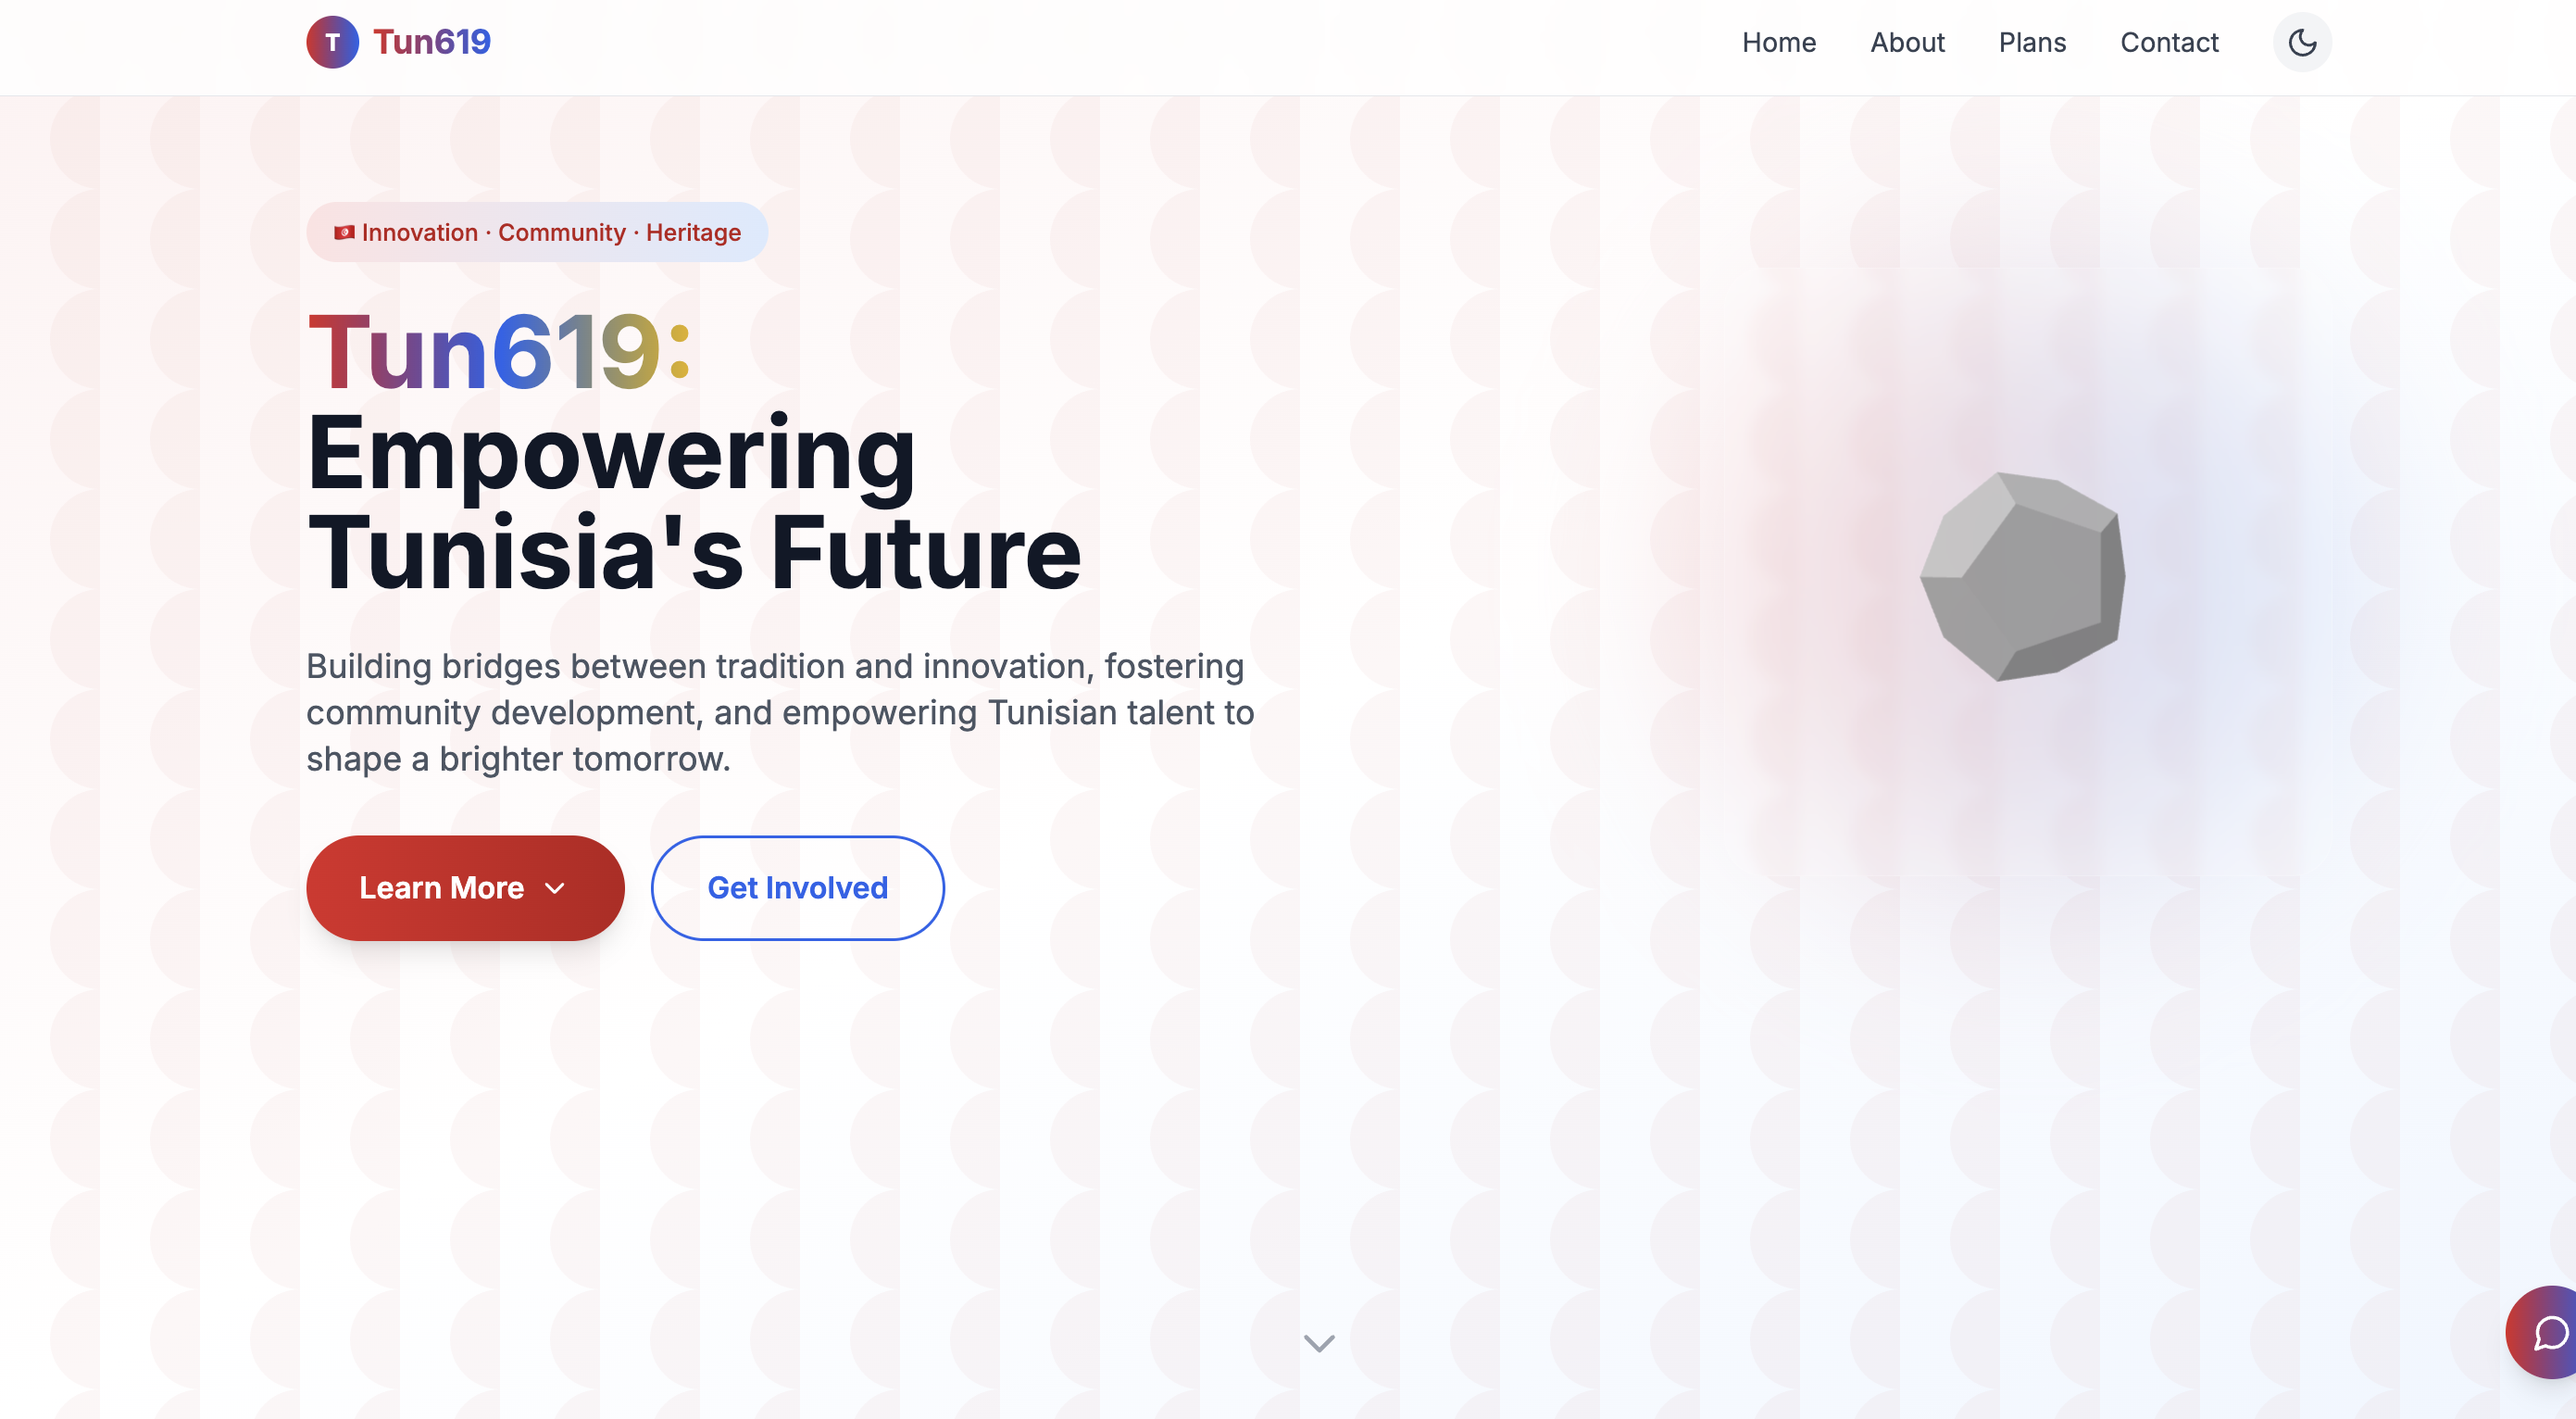 T Tun619
Home About Plans Contact
Innovation · Community · Heritage
Tun619:
Empowering
Tunisia's Future
Building bridges between tradition and innovation, fostering
community development, and empowering Tunisian talent to
shape a brighter tomorrow.
Learn More
Get Involved